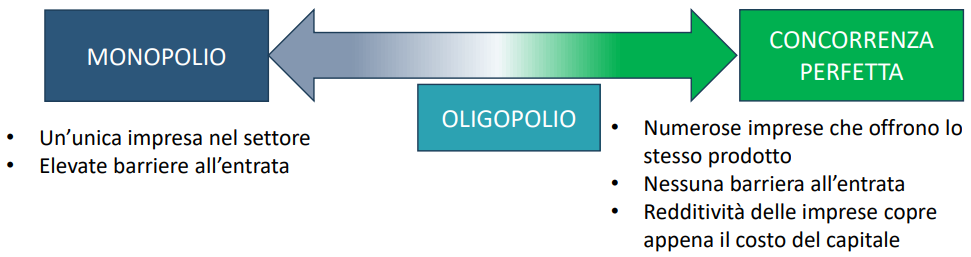 MONOPOLIO
CONCORRENZA
PERFETTA
OLIGOPOLIO
• Un’unica impresa nel settore
• Elevate barriere all’entrata
• Numerose imprese che offrono lo
stesso prodotto
• Nessuna barriera all’entrata
• Redditività delle imprese copre
appena il costo del capitale